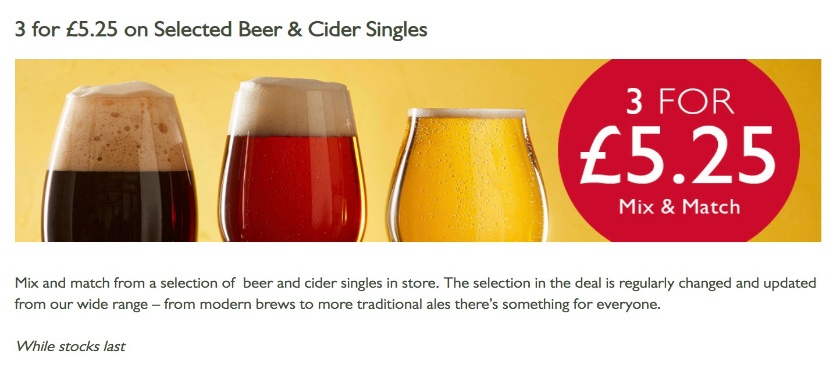 3 for £5.25 on Selected Beer & Cider Singles
3 FOR
£5.25
Mix & Match
Mix and match from a selection of  beer and cider singles in store. The selection in the deal is regularly changed and updated
from our wide range – from modern brews to more traditional ales there's something for everyone.
While stocks last